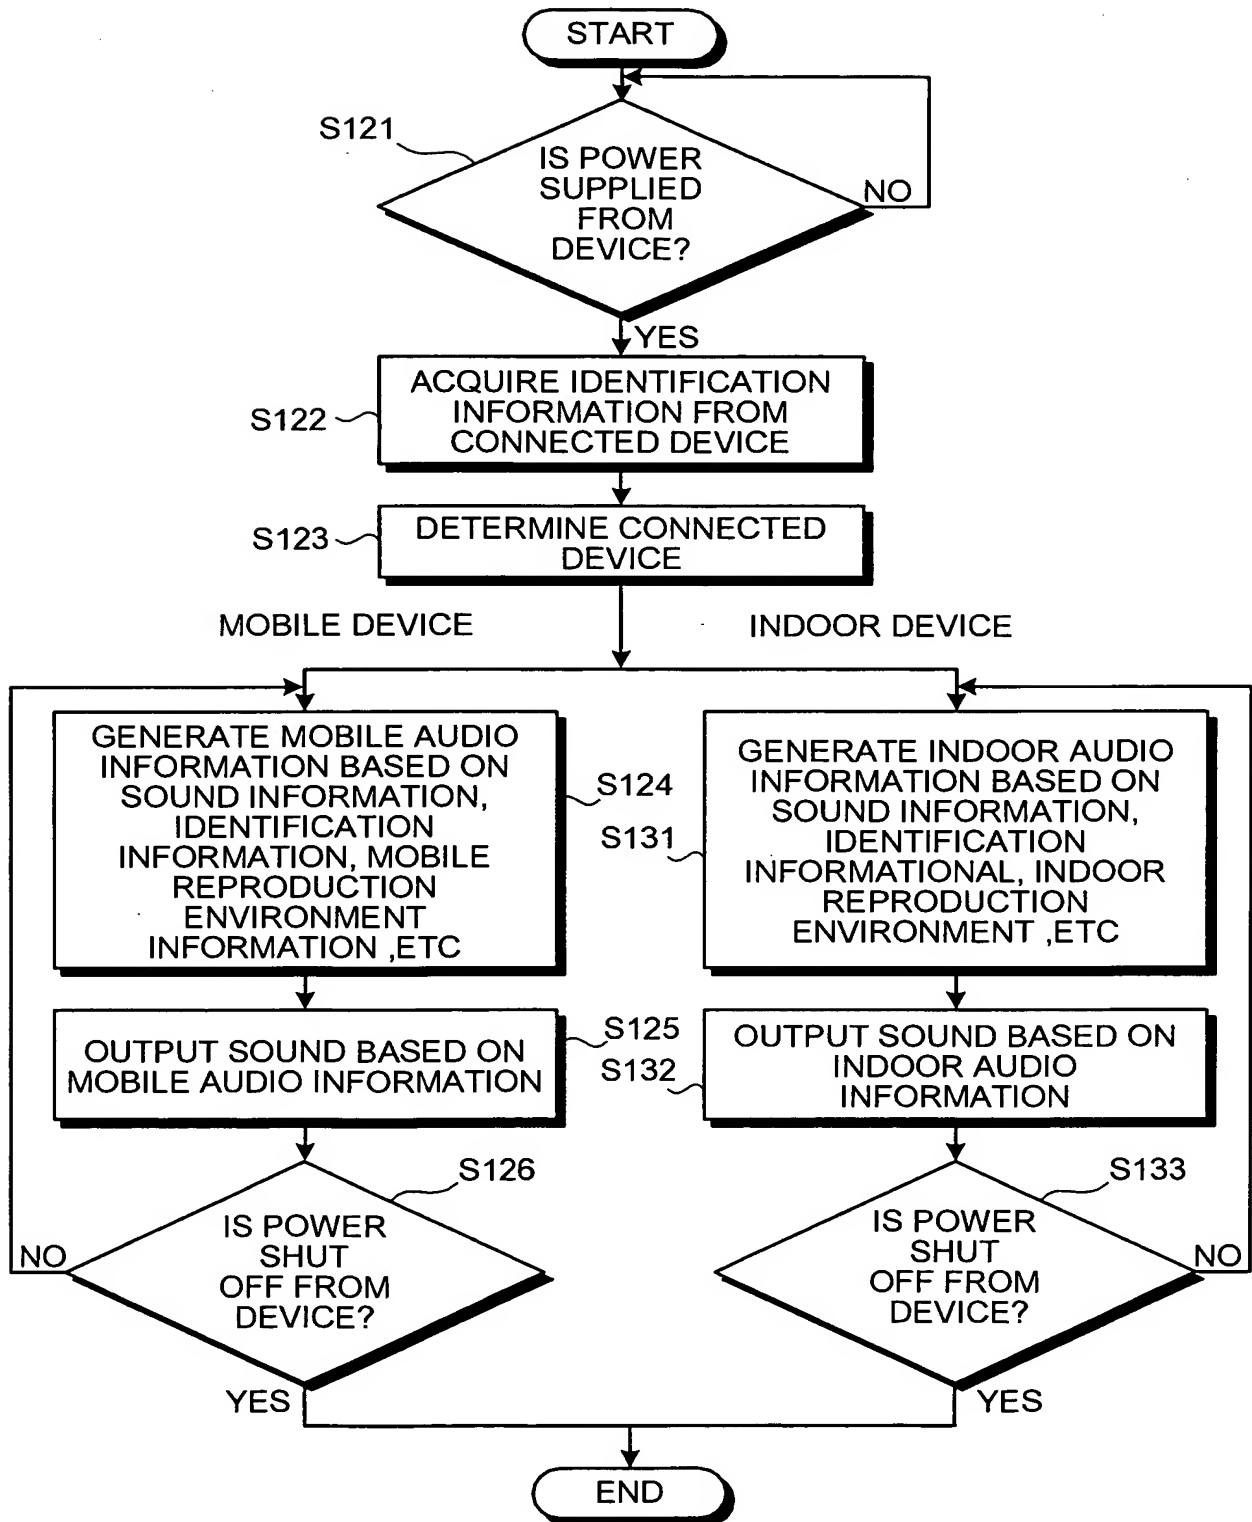 START
S121
IS POWER
SUPPLIED
FROM
DEVICE?
NO
YES
S122
ACQUIRE IDENTIFICATION
INFORMATION FROM
CONNECTED DEVICE
S123
DETERMINE CONNECTED
DEVICE
MOBILE DEVICE
INDOOR DEVICE
GENERATE MOBILE AUDIO
INFORMATION BASED ON
SOUND INFORMATION,
IDENTIFICATION
INFORMATION, MOBILE
REPRODUCTION
ENVIRONMENT
INFORMATION ,ETC
S124
S131
GENERATE INDOOR AUDIO
INFORMATION BASED ON
SOUND INFORMATION,
IDENTIFICATION
INFORMATIONAL, INDOOR
REPRODUCTION
ENVIRONMENT ,ETC
OUTPUT SOUND BASED ON
MOBILE AUDIO INFORMATION
S125
S132
OUTPUT SOUND BASED ON
INDOOR AUDIO
INFORMATION
S126
IS POWER
SHUT
OFF FROM
DEVICE?
NO
YES
S133
IS POWER
SHUT
OFF FROM
DEVICE?
NO
YES
END